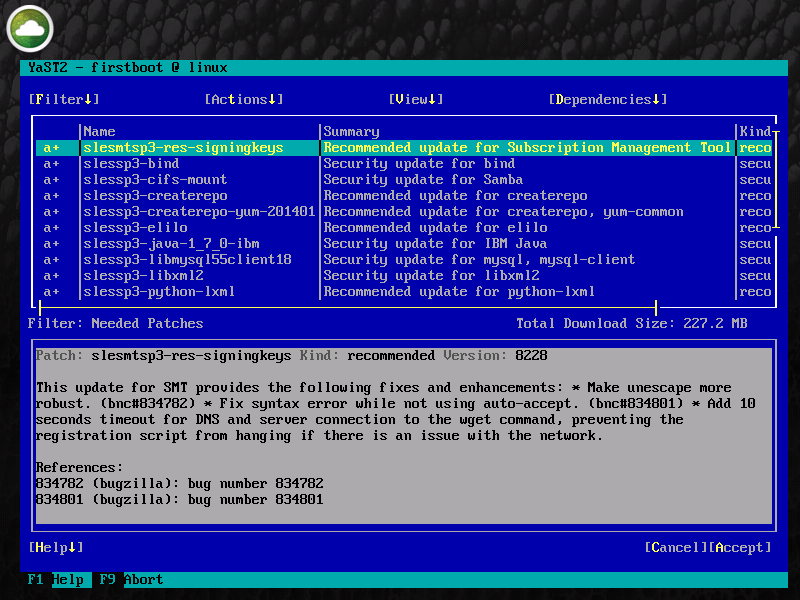 YaST2 - firstboot @ linux
[Filter↓] [Actions↓] [View↓] [Dependencies↓]
Name Summary Kind
a+ slesmtsp3-res-signingkeys Recommended update for Subscription Management Tool reco
a+ slessp3-bind Security update for bind secu
a+ slessp3-cifs-mount Security update for Samba secu
a+ slessp3-createrepo Recommended update for createrepo reco
a+ slessp3-createrepo-yum-201401 Recommended update for createrepo, yum-common reco
a+ slessp3-elilo Recommended update for elilo reco
a+ slessp3-java-1_7_0-ibm Security update for IBM Java secu
a+ slessp3-libmysql55client18 Security update for mysql, mysql-client secu
a+ slessp3-libxml2 Security update for libxml2 secu
a+ slessp3-python-lxml Recommended update for python-lxml reco
Filter: Needed Patches Total Download Size: 227.2 MB
Patch: slesmtsp3-res-signingkeys Kind: recommended Version: 8228
This update for SMT provides the following fixes and enhancements: * Make unescape more
robust. (bnc#834782) * Fix syntax error while not using auto-accept. (bnc#834801) * Add 10
seconds timeout for DNS and server connection to the wget command, preventing the
registration script from hanging if there is an issue with the network.
References:
834782 (bugzilla): bug number 834782
834801 (bugzilla): bug number 834801
[Help↓] [Cancel][Accept]
F1 Help F9 Abort